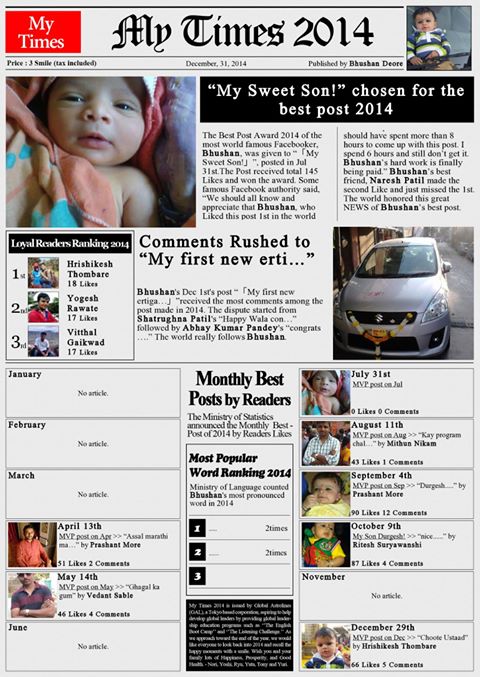 My
Times
My Times 2014
Price : 3 Smile (tax included)
December, 31, 2014
Published by Bhushan Deore
“My Sweet Son!” chosen for the
best post 2014
The Best Post Award 2014 of the
most world famous Facebooker,
Bhushan, was given to “「My
Sweet Son!」”, posted in Jul
31st.The Post received total 145
Likes and won the award. Some
famous Facebook authority said,
“We should all know and
appreciate that Bhushan, who
Liked this post 1st in the world
should have spent more than 8
hours to come up with this post. I
spend 6 hours and still don't get it.
Bhushan's hard work is finally
being paid.” Bhushan's best
friend, Naresh Patil made the
second Like and just missed the 1st.
The world honored this great
NEWS of Bhushan's best post.
Loyal Readers Ranking 2014
1st
Hrishikesh
Thombare
18 Likes
2nd
Yogesh
Rawate
17 Likes
3rd
Vitthal
Gaikwad
17 Likes
Comments Rushed to
“My first new erti…”
Bhushan's Dec 1st's post “「My first new
ertiga…」”received the most comments among the
post made in 2014. The dispute started from
Shatrughna Patil's “Happy Wala con…”
followed by Abhay Kumar Pandey's “congrats
….” The world really follows Bhushan.
January
No article.
February
No article.
March
No article.
April 13th
MVP post on Apr >> “Assal marathi
ma…” by Prashant More
51 Likes 2 Comments
May 14th
MVP post on May >> “Ghagal ka
gum” by Vedant Sable
46 Likes 4 Comments
June
No article.
Monthly Best
Posts by Readers
The Ministry of Statistics
announced the Monthly Best -
Post of 2014 by Readers Likes
Most Popular
Word Ranking 2014
Ministry of Language counted
Bhushan's most pronounced
word in 2014
1 ..... 2times
2 ..... 2times
3
My Times 2014 is issued by Global Astrolines
(GAL), a Tokyo based corporation, aspiring to help
develop global leaders by providing global leader-
ship education programs such as “The English
Boot Camp” and “The Listening Challenge.” As
we approach toward the end of the year, we would
like everyone to look back into 2014 and recall the
happy moments with a smile. Wish you and your
family lots of Happiness, Prosperity, and Good
Health - Nori, Youla, Ryu, Yuta, Tony and Yuri.
July 31st
MVP post on Jul
0 Likes 0 Comments
August 11th
MVP post on Aug >> “Kay program
chal…” by Mithun Nikam
43 Likes 1 Comments
September 4th
MVP post on Sep >> “Durgesh.....” by
Prashant More
90 Likes 12 Comments
October 9th
My Son Durgesh! >> “nice......” by
Ritesh Suryawanshi
87 Likes 4 Comments
November
No article.
December 29th
MVP post on Dec >> “Choote Ustaad”
by Hrishikesh Thombare
66 Likes 5 Comments